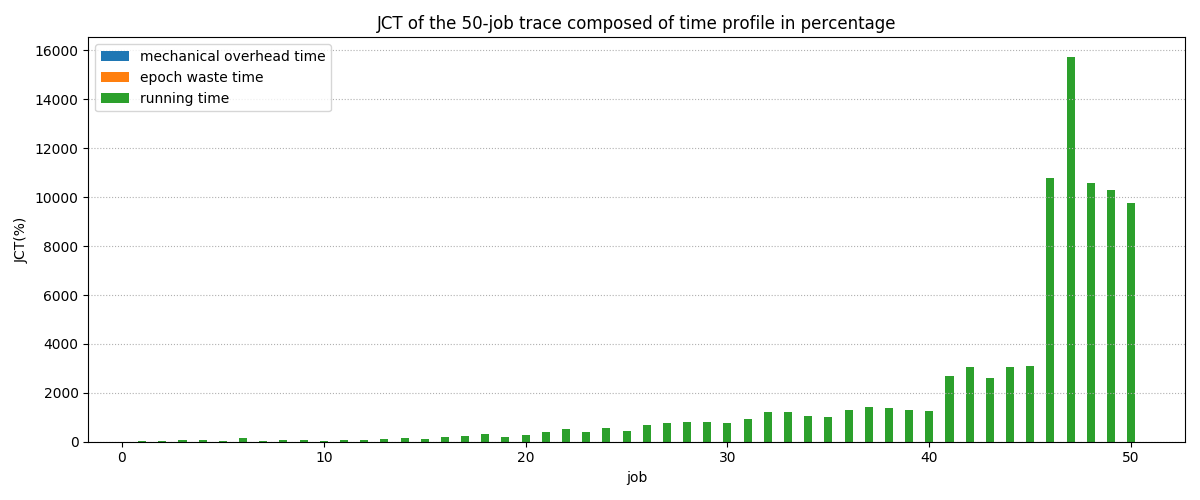 JCT of the 50-job trace composed of time profile in percentage
mechanical overhead time
epoch waste time
running time
16000
14000
12000
10000
8000
6000
4000
2000
0
JCT(%)
0 10 20 30 40 50
job